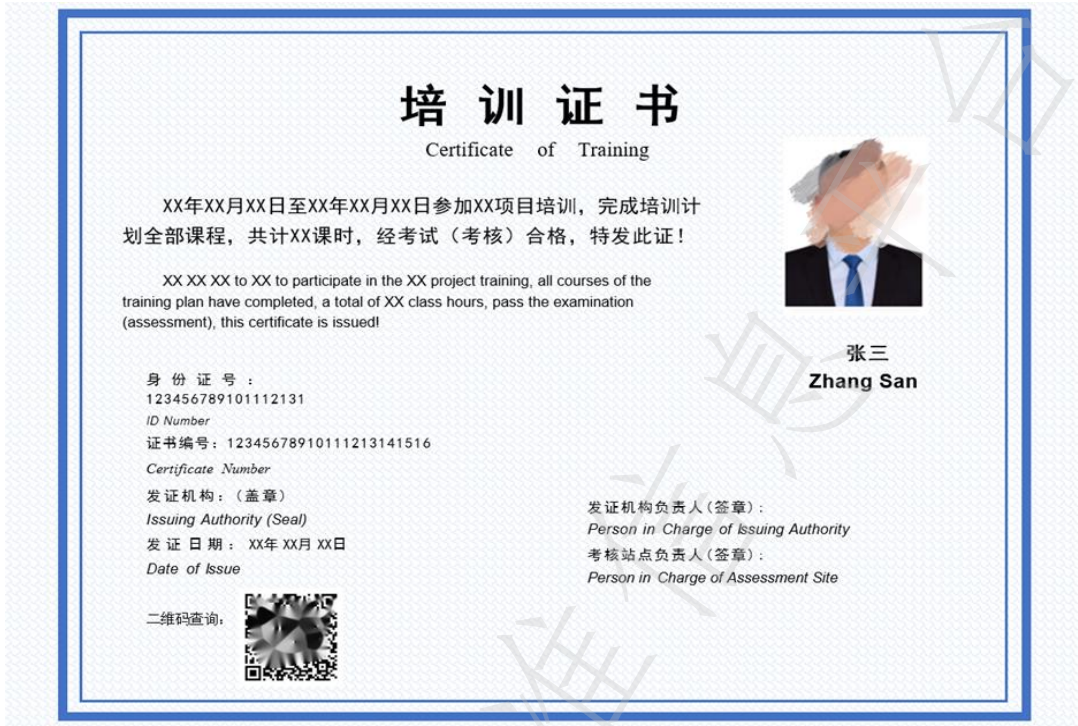 培训证书
Certificate of Training
XX年XX月XX日至XX年XX月XX日参加XX项目培训，完成培训计
划全部课程，共计XX课时，经考试（考核）合格，特发此证！
XX XX XX to XX to participate in the XX project training, all courses of the
training plan have completed, a total of XX class hours, pass the examination
(assessment), this certificate is issued!
张三
Zhang San
身份证号：
123456789101112131
ID Number
证书编号：12345678910111213141516
Certificate Number
发证机构：（盖章）
Issuing Authority (Seal)
发证日期：XX年 XX月 XX日
Date of Issue
发证机构负责人（签章）：
Person in Charge of Issuing Authority
考核站点负责人（签章）：
Person in Charge of Assessment Site
二维码查询：